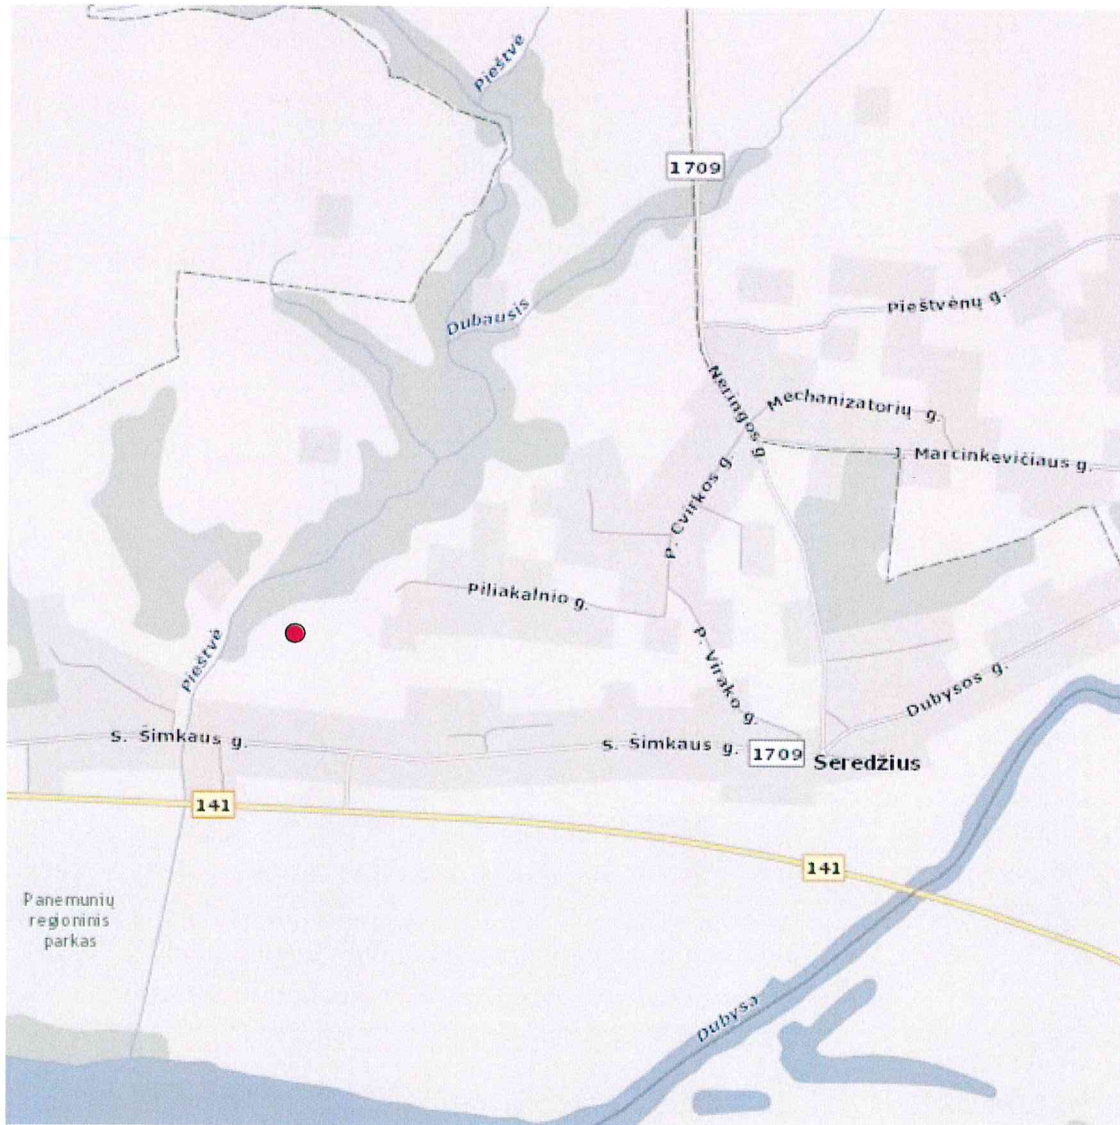 Pieštvė
1709
Dubausis
Pieštvėnų g.
Neringos g.
Mechanizatorių g.
J. Marcinkevičiaus g.
P. Cvirkos g.
Piliakalnio g.
Pieštvė
P. Virako g.
Dubysos g.
S. Šimkaus g.
S. Šimkaus g.
1709
Seredžius
141
141
Panemunių
regioninis
parkas
Dubysa